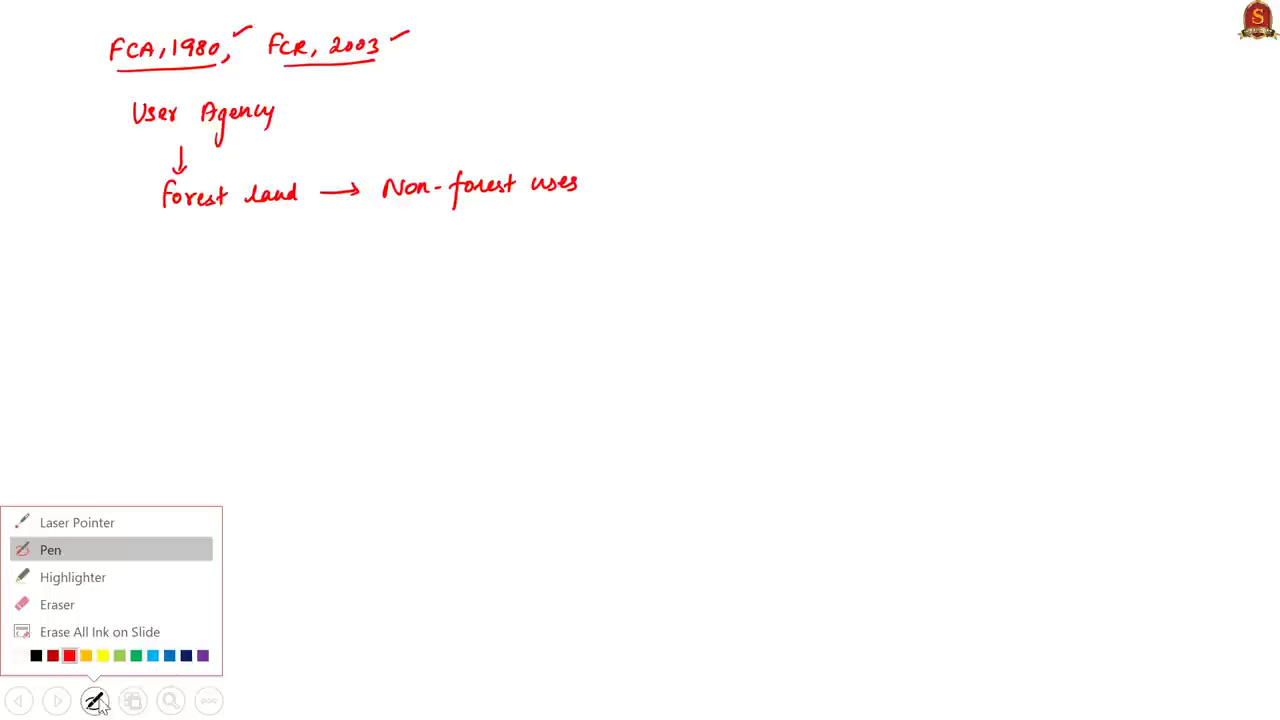 FCA, 1980, FCR, 2003
User Agency
Forest land → Non-forest uses
Laser Pointer
Pen
Highlighter
Eraser
Erase All Ink on Slide
S